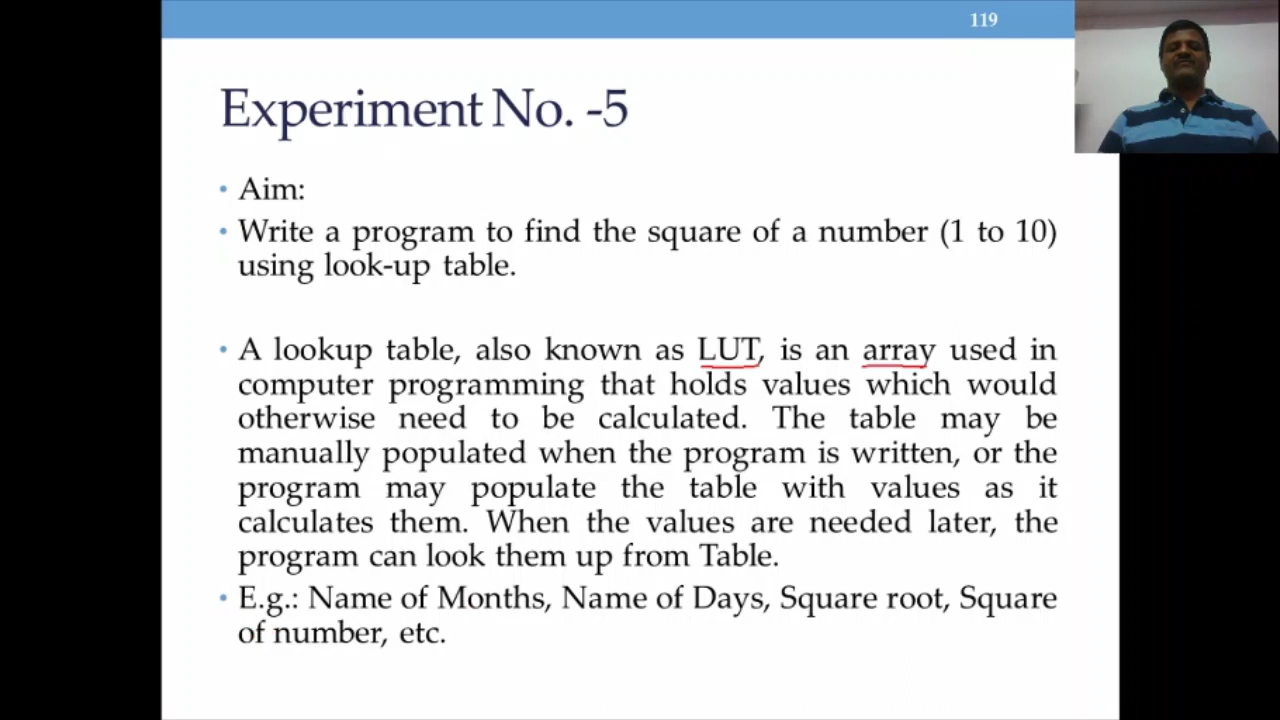 119
Experiment No. -5
• Aim:
• Write a program to find the square of a number (1 to 10)
using look-up table.
• A lookup table, also known as LUT, is an array used in
computer programming that holds values which would
otherwise need to be calculated. The table may be
manually populated when the program is written, or the
program may populate the table with values as it
calculates them. When the values are needed later, the
program can look them up from Table.
• E.g.: Name of Months, Name of Days, Square root, Square
of number, etc.